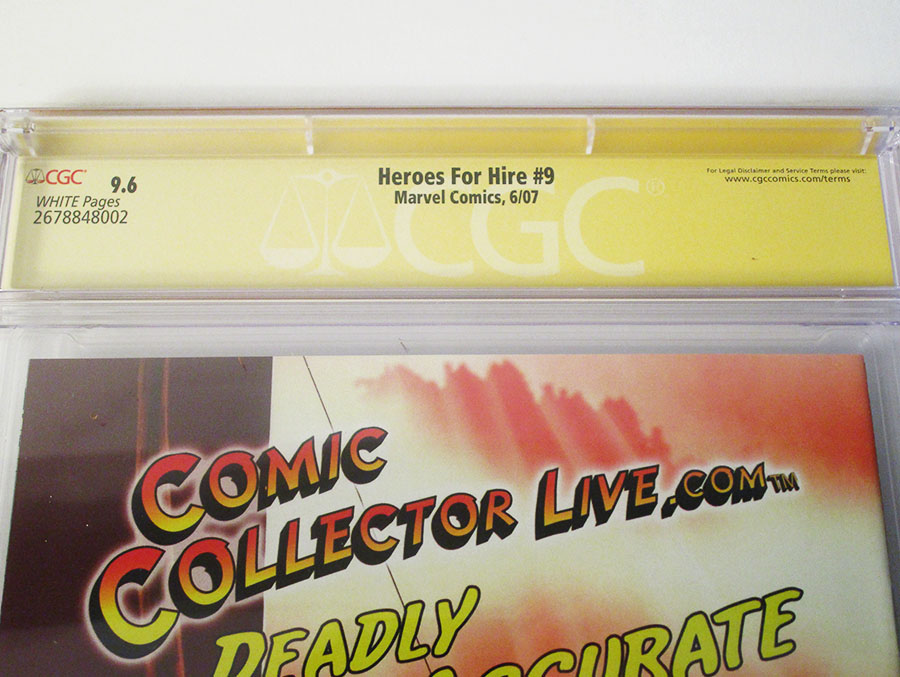 CGC® 9.6
WHITE Pages
2678848002
Heroes For Hire #9
Marvel Comics, 6/07
For Legal Disclaimer and Service Terms please visit:
www.cgccomics.com/terms
CGC®
COMIC
COLLECTOR LIVE.COM™
DEADLY
ACCURATE